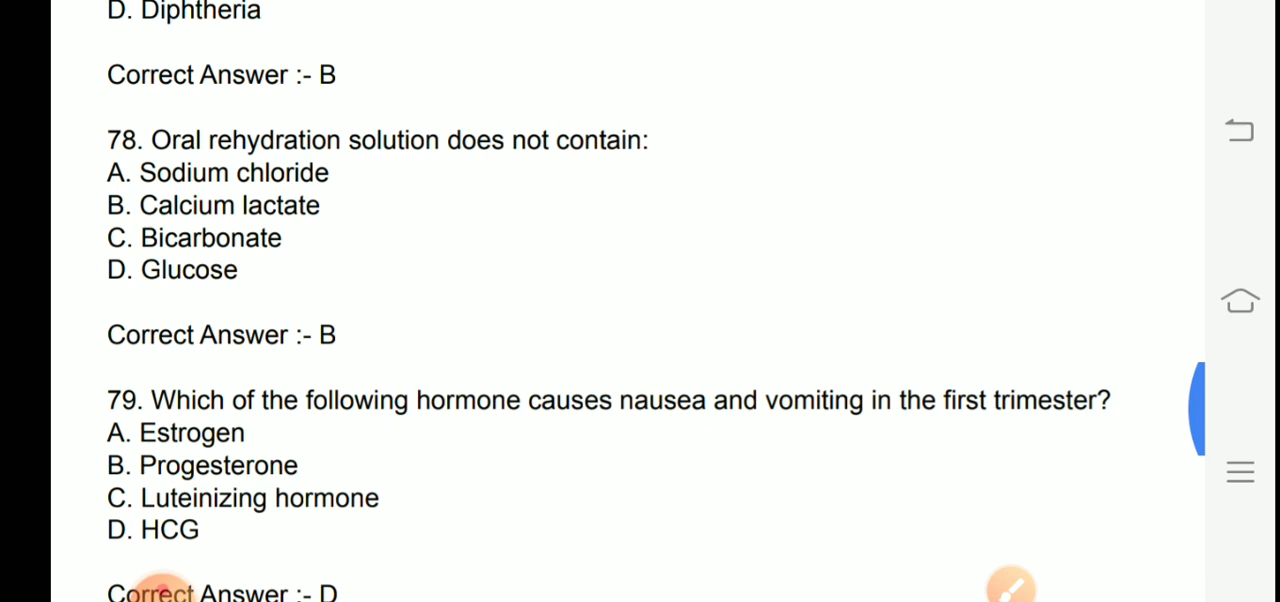 D. Diphtheria
Correct Answer :- B
78. Oral rehydration solution does not contain:
A. Sodium chloride
B. Calcium lactate
C. Bicarbonate
D. Glucose
Correct Answer :- B
79. Which of the following hormone causes nausea and vomiting in the first trimester?
A. Estrogen
B. Progesterone
C. Luteinizing hormone
D. HCG
Correct Answer :- D